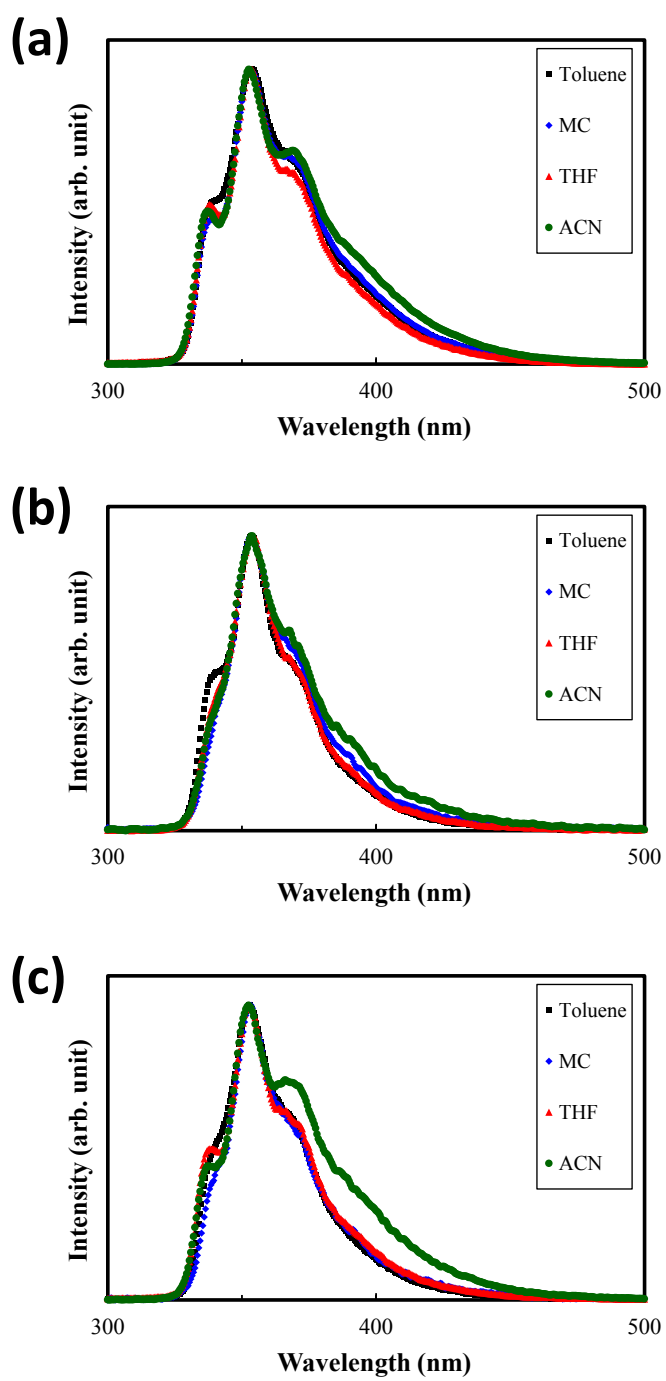 (a)
Intensity (arb. unit)
Toluene
MC
THF
ACN
300
400
500
Wavelength (nm)
(b)
Intensity (arb. unit)
Toluene
MC
THF
ACN
300
400
500
Wavelength (nm)
(c)
Intensity (arb. unit)
Toluene
MC
THF
ACN
300
400
500
Wavelength (nm)